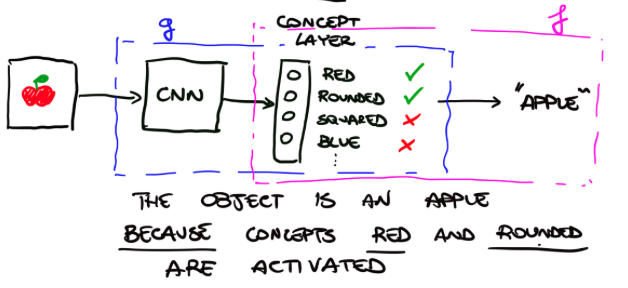 g
f
CONCEPT
LAYER
CNN
RED ✓
ROUNDED ✓
SQUARED ✗
BLUE ✗
⋮
"APPLE"
THE OBJECT IS AN APPLE
BECAUSE CONCEPTS RED AND ROUNDED
ARE ACTIVATED